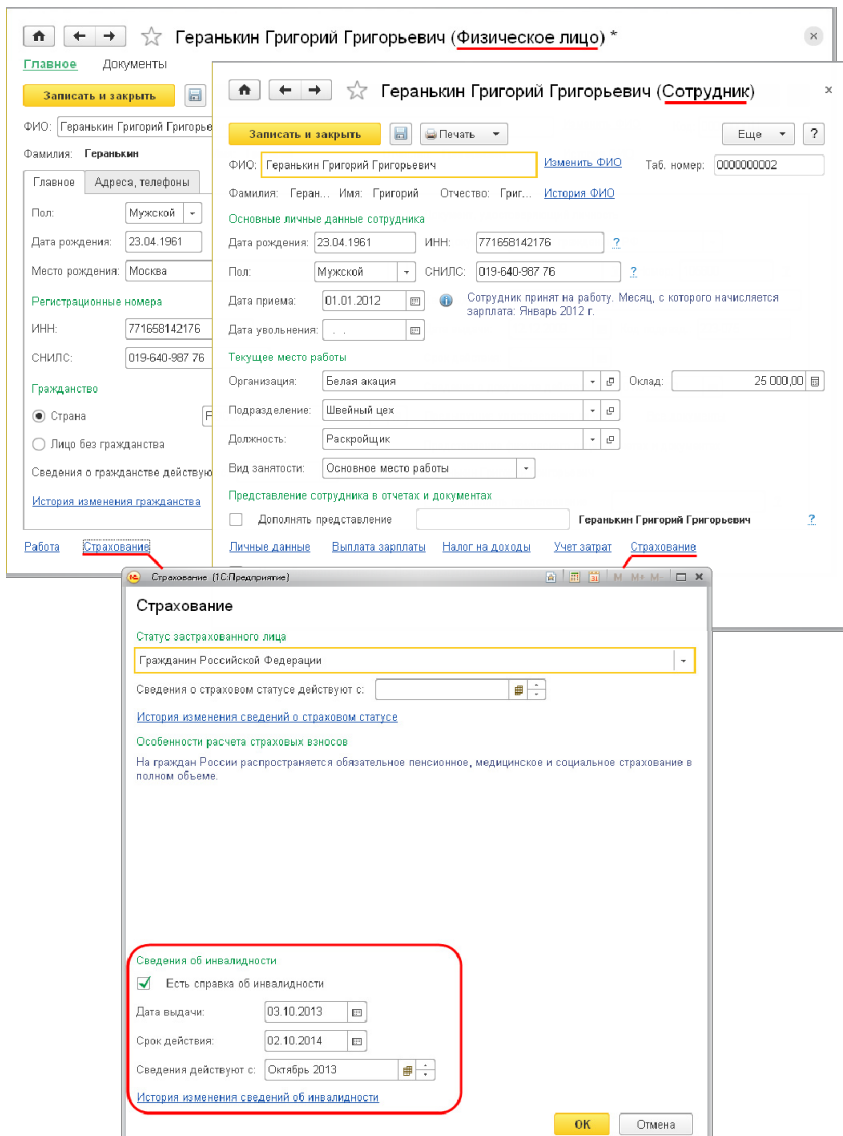 Геранькин Григорий Григорьевич (Физическое лицо) *
Главное Документы
Записать и закрыть
ФИО: Геранькин Григорий Григорье
Фамилия: Геранькин
Главное Адреса, телефоны
Пол: Мужской
Дата рождения: 23.04.1961
Место рождения: Москва
Регистрационные номера
ИНН: 771658142176
СНИЛС: 019-640-987 76
Гражданство
Страна
Лицо без гражданства
Сведения о гражданстве действую
История изменения гражданства
Работа Страхование
Геранькин Григорий Григорьевич (Сотрудник)
Записать и закрыть Печать Еще ?
ФИО: Геранькин Григорий Григорьевич Изменить ФИО Таб. номер: 0000000002
Фамилия: Геран... Имя: Григорий Отчество: Григ... История ФИО
Основные личные данные сотрудника
Дата рождения: 23.04.1961 ИНН: 771658142176 ?
Пол: Мужской СНИЛС: 019-640-987 76 ?
Дата приема: 01.01.2012 Сотрудник принят на работу. Месяц, с которого начисляется
зарплата: Январь 2012 г.
Дата увольнения: . .
Текущее место работы
Организация: Белая акация Оклад: 25 000,00
Подразделение: Швейный цех
Должность: Раскройщик
Вид занятости: Основное место работы
Представление сотрудника в отчетах и документах
Дополнять представление Геранькин Григорий Григорьевич ?
Личные данные Выплата зарплаты Налог на доходы Учет затрат Страхование
Страхование (1С:Предприятие) M M+ M-
Страхование
Статус застрахованного лица
Гражданин Российской Федерации
Сведения о страховом статусе действуют с:
История изменения сведений о страховом статусе
Особенности расчета страховых взносов
На граждан России распространяется обязательное пенсионное, медицинское и социальное страхование в
полном объеме.
Сведения об инвалидности
Есть справка об инвалидности
Дата выдачи: 03.10.2013
Срок действия: 02.10.2014
Сведения действуют с: Октябрь 2013
История изменения сведений об инвалидности
ОК Отмена